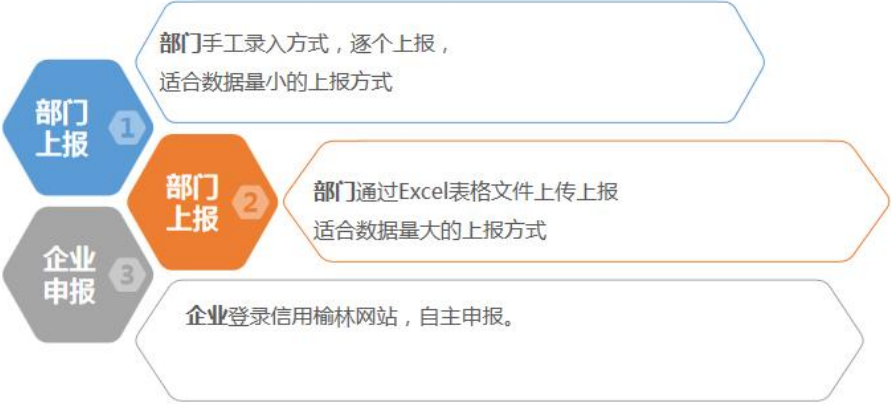 部门手工录入方式，逐个上报，
适合数据量小的上报方式
部门
上报
1
部门
上报
2
部门通过Excel表格文件上传上报
适合数据量大的上报方式
企业
申报
3
企业登录信用榆林网站，自主申报。